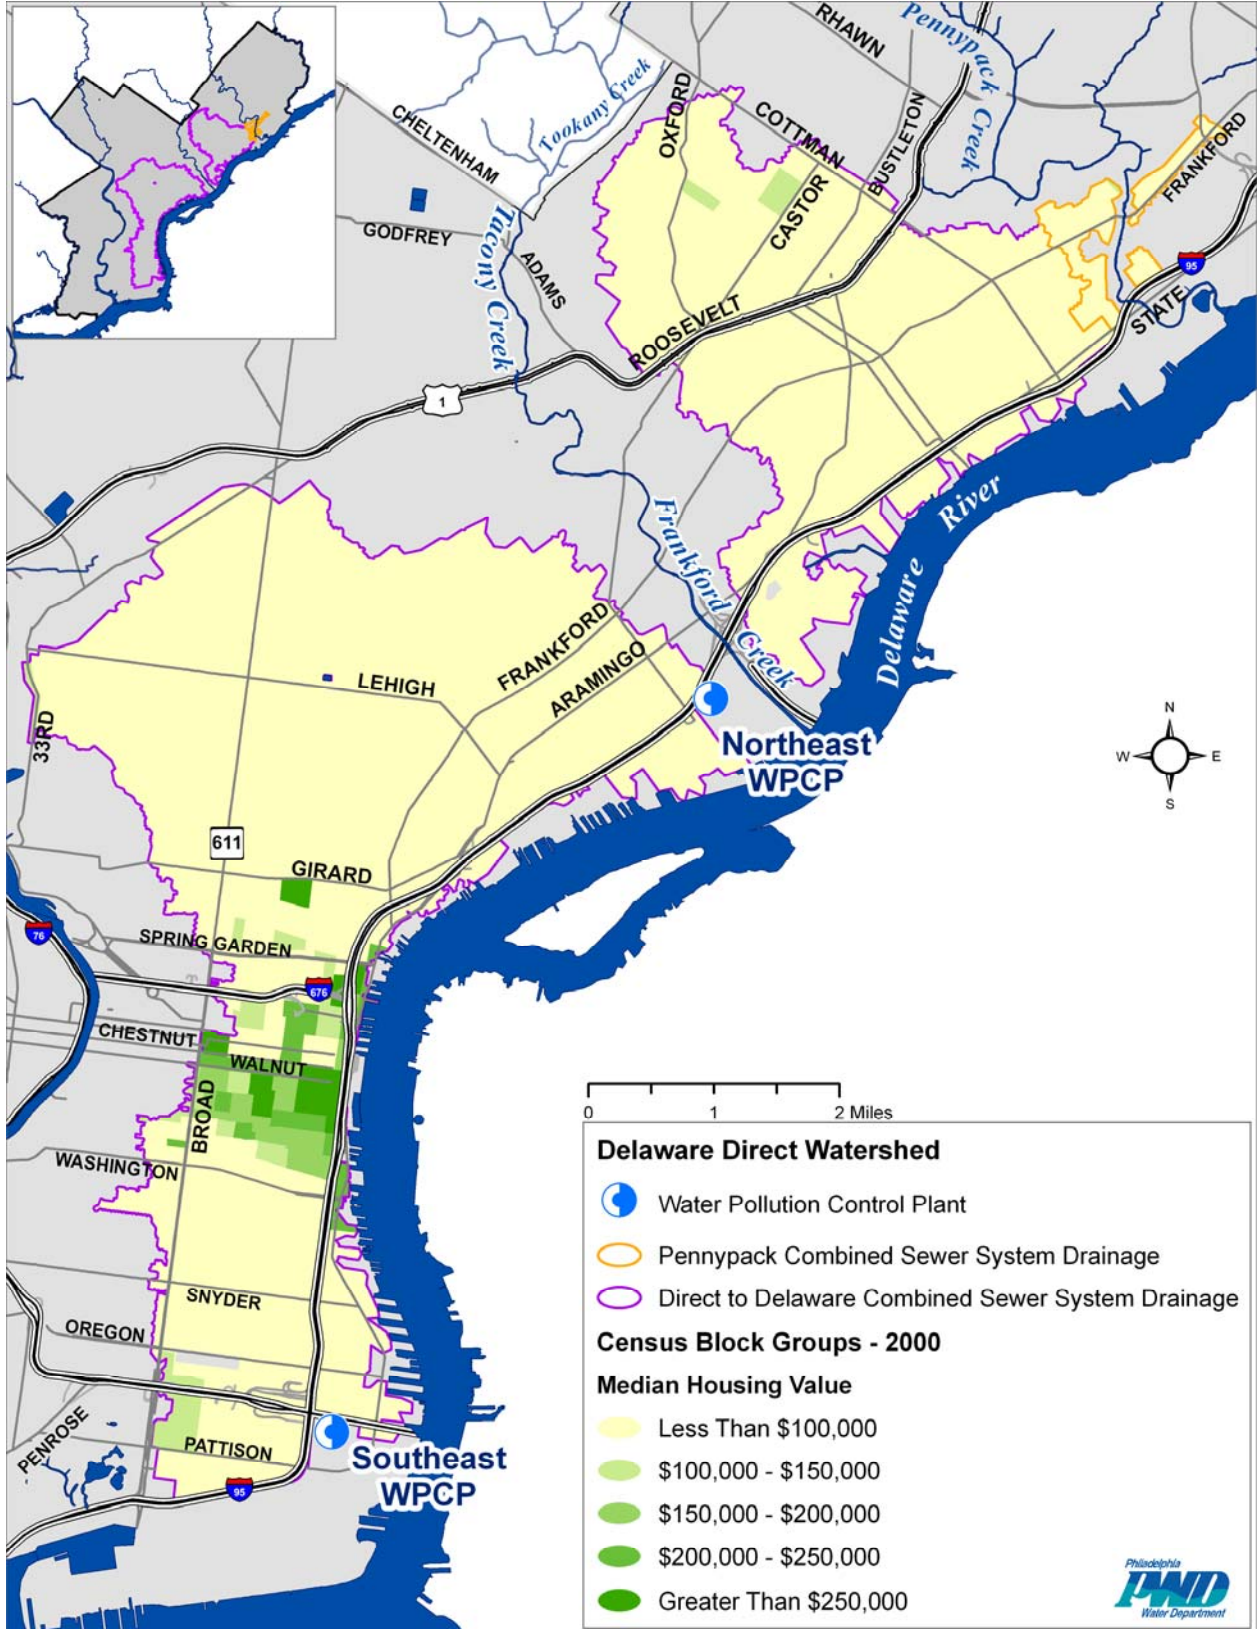 RHAWN
Pennypack
Creek
OXFORD
COTTMAN
BUSTLETON
Tookany Creek
CHELTENHAM
FRANKFORD
CASTOR
GODFREY
Tacony Creek
ADAMS
95
STATE
ROOSEVELT
1
Frankford
Creek
Delaware
River
FRANKFORD
ARAMINGO
LEHIGH
33RD
Northeast
WPCP
N
W
E
S
611
GIRARD
76
SPRING GARDEN
676
CHESTNUT
WALNUT
BROAD
WASHINGTON
SNYDER
OREGON
PENROSE
PATTISON
Southeast
WPCP
95
0 1 2 Miles
Delaware Direct Watershed
Water Pollution Control Plant
Pennypack Combined Sewer System Drainage
Direct to Delaware Combined Sewer System Drainage
Census Block Groups - 2000
Median Housing Value
Less Than $100,000
$100,000 - $150,000
$150,000 - $200,000
$200,000 - $250,000
Greater Than $250,000
Philadelphia
PWD
Water Department